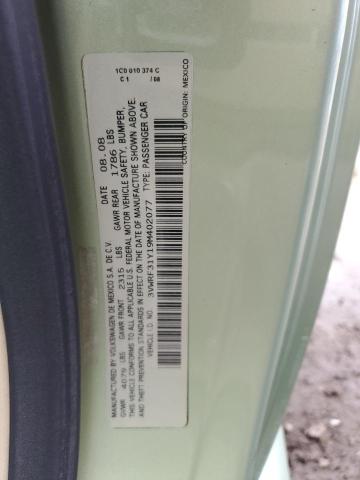 1C0 010 374 C
C 1 / 08
MANUFACTURED BY VOLKSWAGEN DE MEXICO S.A. DE C.V. DATE 08.08
GVWR 4079 LBS GAWR FRONT 2315 LBS GAWR REAR 1786 LBS
THIS VEHICLE CONFORMS TO ALL APPLICABLE U.S. FEDERAL MOTOR VEHICLE SAFETY, BUMPER,
AND THEFT PREVENTION STANDARDS IN EFFECT ON THE DATE OF MANUFACTURE SHOWN ABOVE.
VEHICLE I.D. NO. 3VWRF31Y19M402077 TYPE: PASSENGER CAR
COUNTRY OF ORIGIN: MEXICO